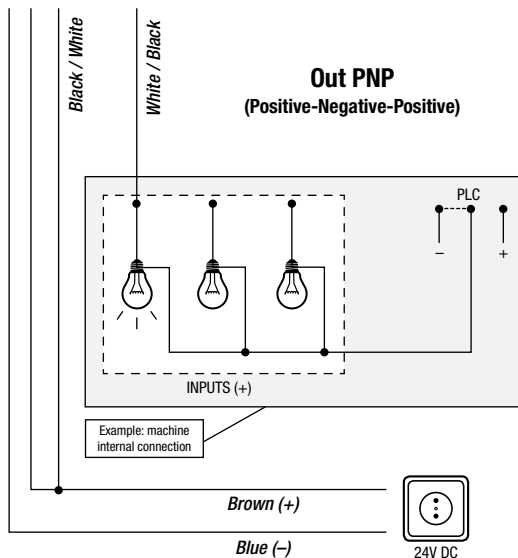 Black / White
White / Black
Out PNP
(Positive-Negative-Positive)
PLC
–
+
INPUTS (+)
Example: machine
internal connection
Brown (+)
Blue (–)
24V DC